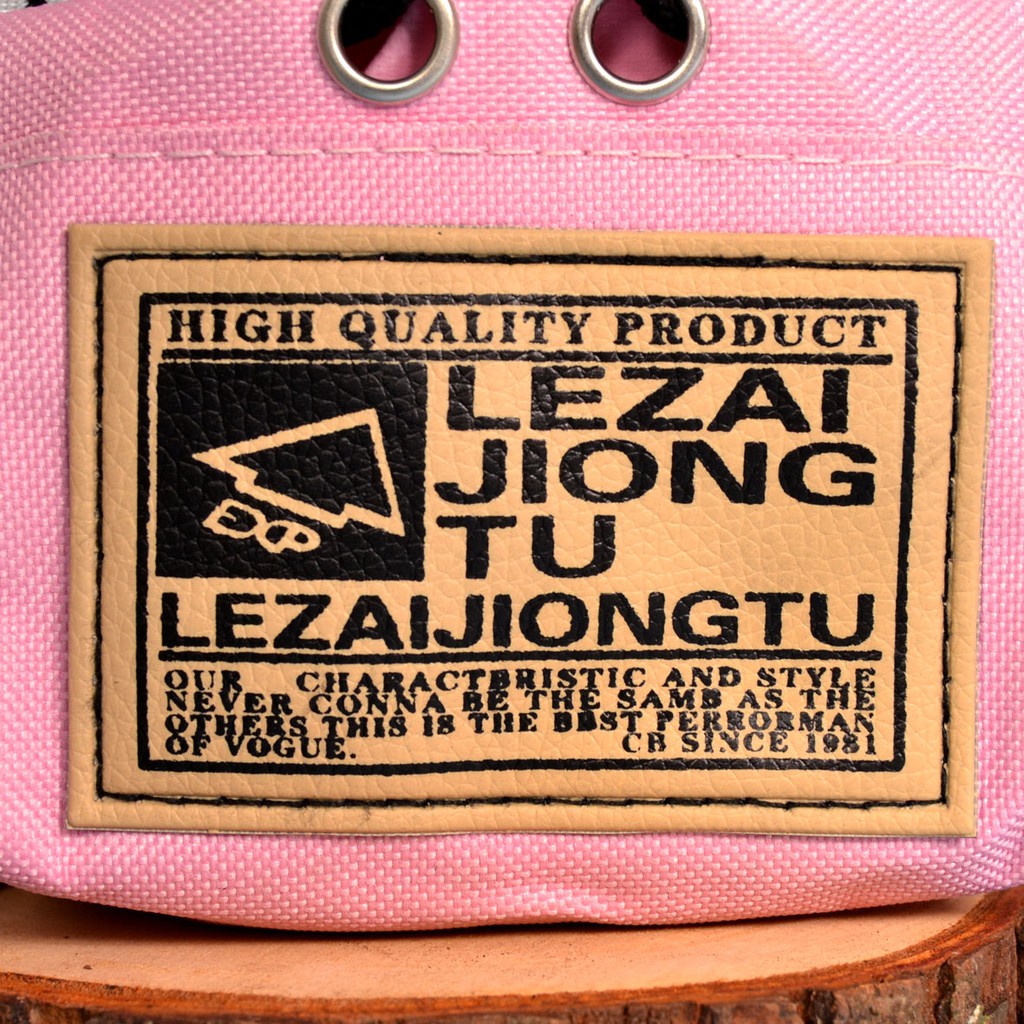 HIGH QUALITY PRODUCT
LEZAI
JIONG
TU
EXP
LEZAIJIONGTU
OUR CHARACTBRISTIC AND STYLE
NEVER CONNA BE THE SAMB AS THE
OTHERS THIS IS THE BBST PERRORMAN
OF VOGUE. CB SINCE 1981